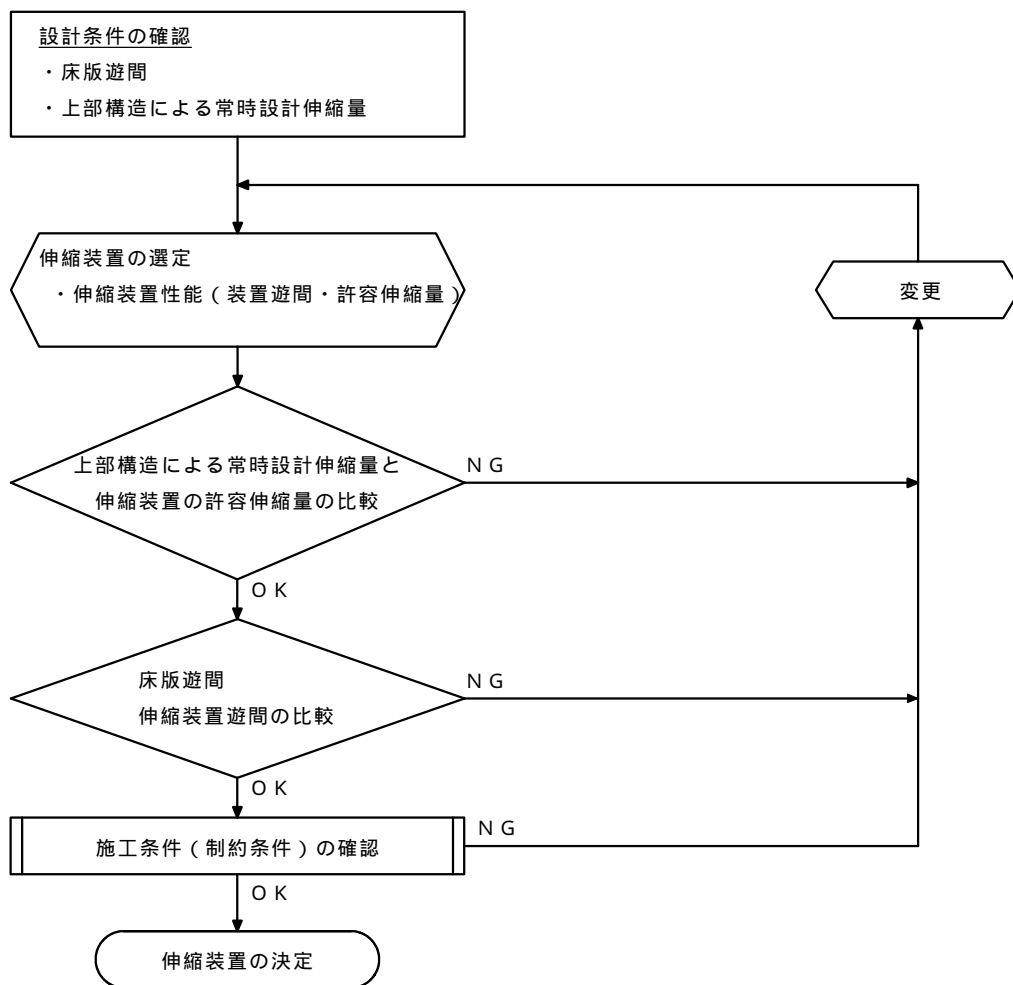 設計条件の確認
・床版遊間
・上部構造による常時設計伸縮量
伸縮装置の選定
・伸縮装置性能（装置遊間・許容伸縮量）
変更
上部構造による常時設計伸縮量と
伸縮装置の許容伸縮量の比較
ＮＧ
ＯＫ
床版遊間
伸縮装置遊間の比較
ＮＧ
ＯＫ
施工条件（制約条件）の確認
ＮＧ
ＯＫ
伸縮装置の決定